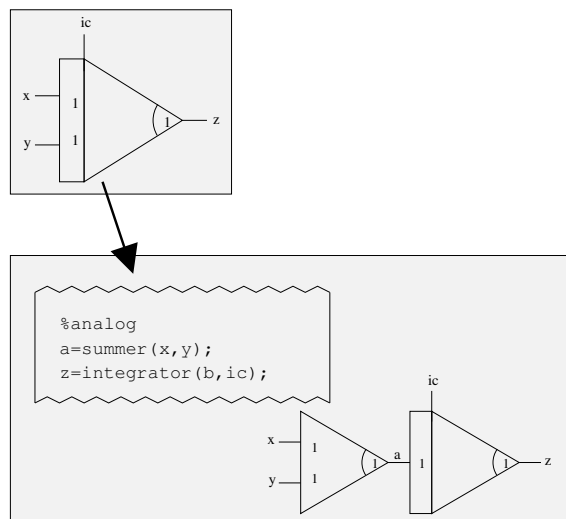 ic
x 1
1 z
y 1
%analog
a=summer(x,y);
z=integrator(b,ic);
ic
x 1 a
1 1 1 z
y 1